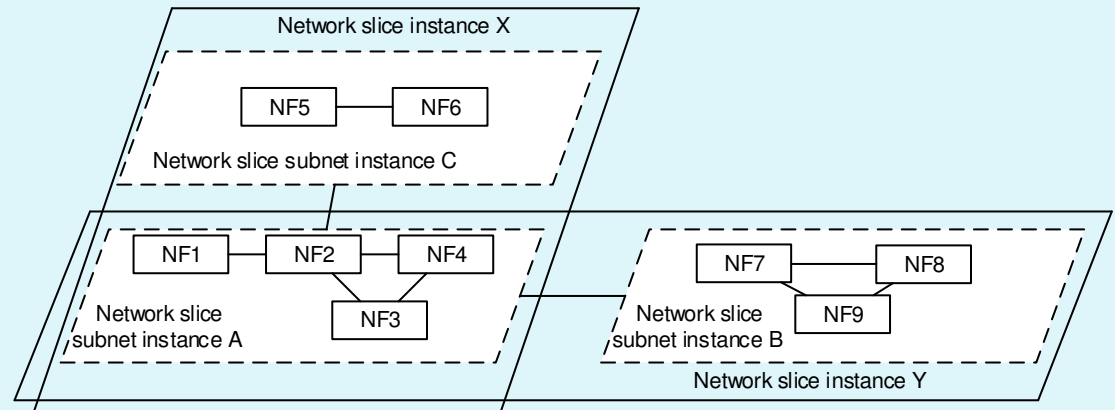 Network slice instance X
NF5
NF6
Network slice subnet instance C
NF1
NF2
NF4
NF3
Network slice
subnet instance A
NF7
NF8
NF9
Network slice
subnet instance B
Network slice instance Y